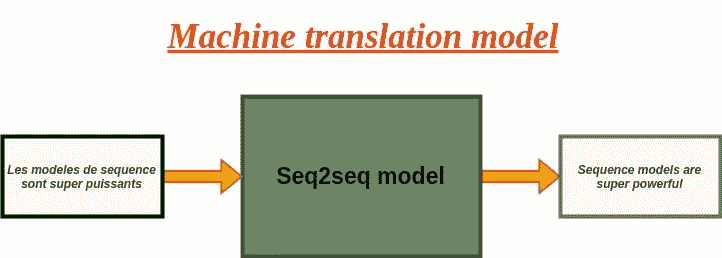 Machine translation model
Les modeles de sequence
sont super puissants
Seq2seq model
Sequence models are
super powerful